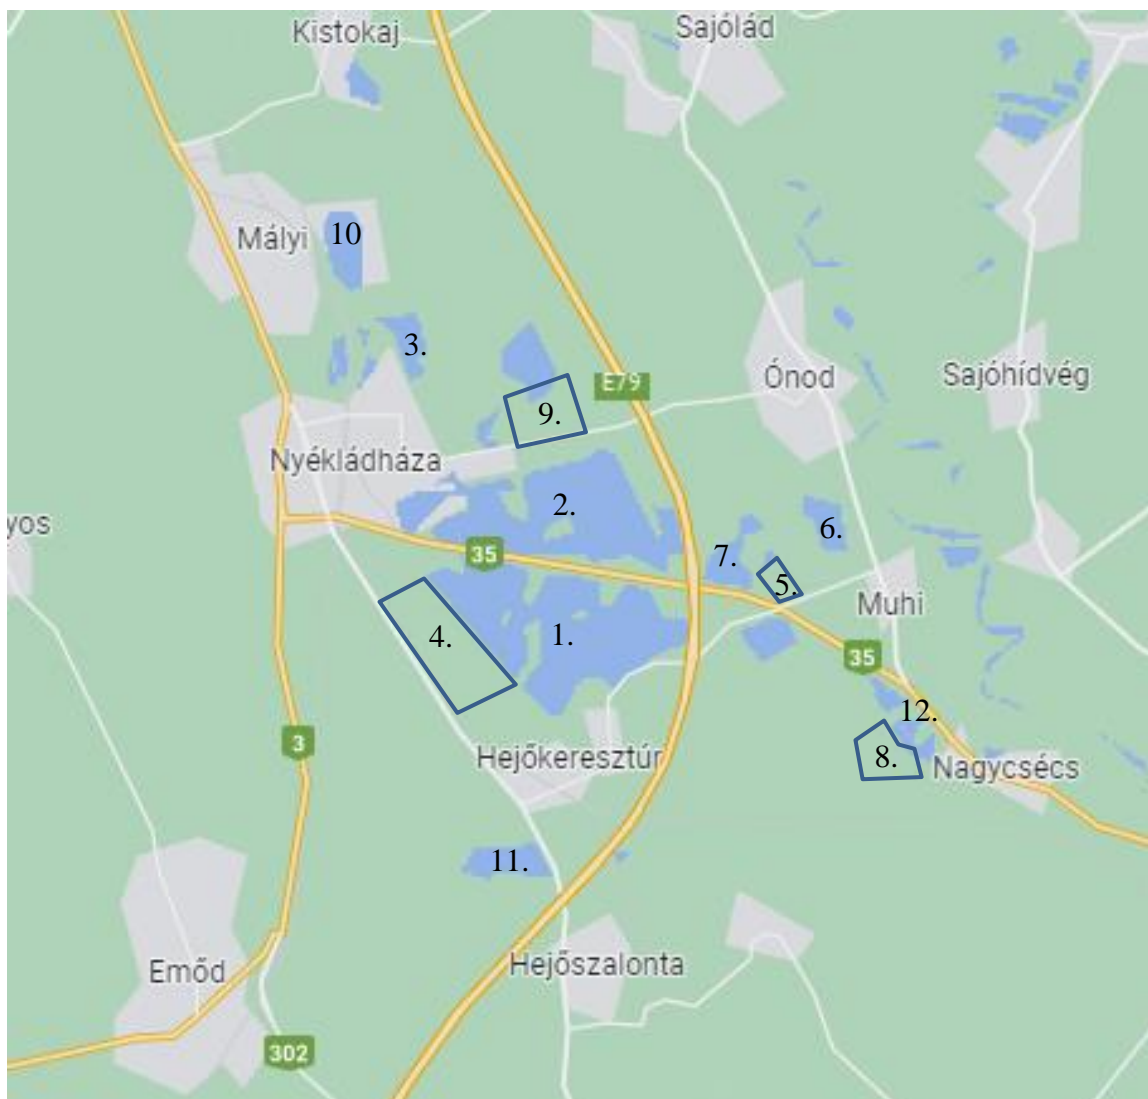 Kistokaj
Sajólád
Mályi
10
3.
E79
Ónod
Sajóhídvég
9.
Nyékládháza
2.
yos
35
6.
7.
5.
Muhi
4.
1.
35
12.
3
Hejőkeresztúr
8.
Nagycsécs
11.
Emőd
Hejőszalonta
302